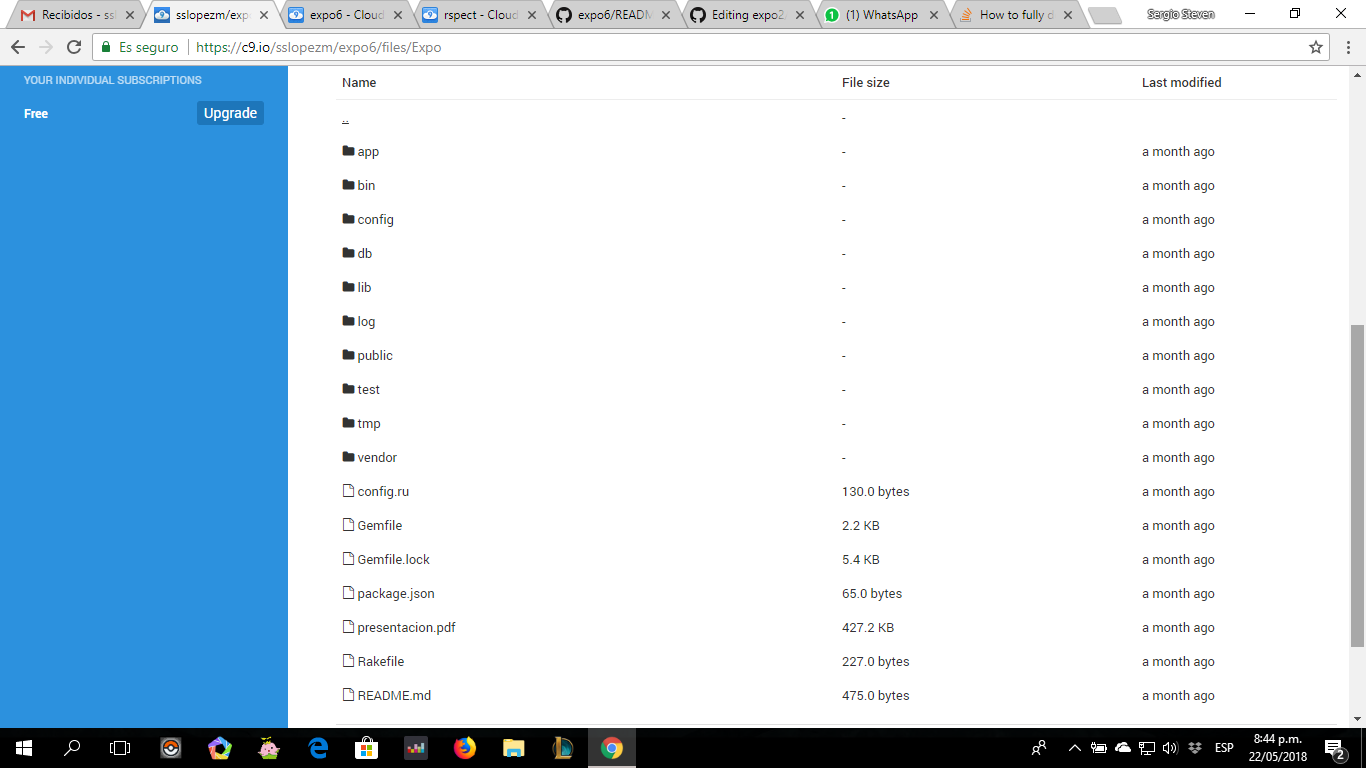 Recibidos - ssl
sslopezm/exp
expo6 - Cloud
rspect - Cloud
expo6/READM
Editing expo2
(1) WhatsApp
How to fully d
Sergio Steven
Es seguro https://c9.io/sslopezm/expo6/files/Expo
YOUR INDIVIDUAL SUBSCRIPTIONS
Free Upgrade
Name File size Last modified
.. -
app - a month ago
bin - a month ago
config - a month ago
db - a month ago
lib - a month ago
log - a month ago
public - a month ago
test - a month ago
tmp - a month ago
vendor - a month ago
config.ru 130.0 bytes a month ago
Gemfile 2.2 KB a month ago
Gemfile.lock 5.4 KB a month ago
package.json 65.0 bytes a month ago
presentacion.pdf 427.2 KB a month ago
Rakefile 227.0 bytes a month ago
README.md 475.0 bytes a month ago
ESP
8:44 p.m.
22/05/2018
2